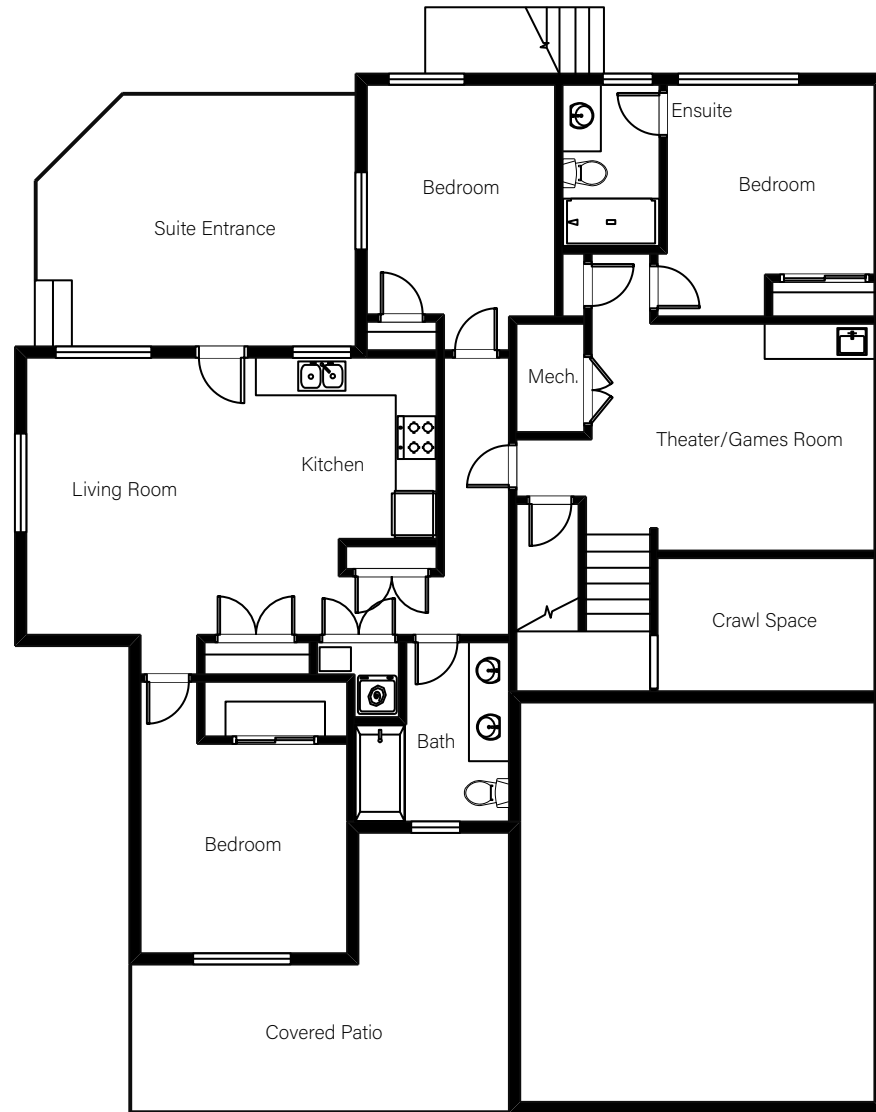 Ensuite
Bedroom
Bedroom
Suite Entrance
Mech.
Theater/Games Room
Kitchen
Living Room
Crawl Space
Bath
Bedroom
Covered Patio